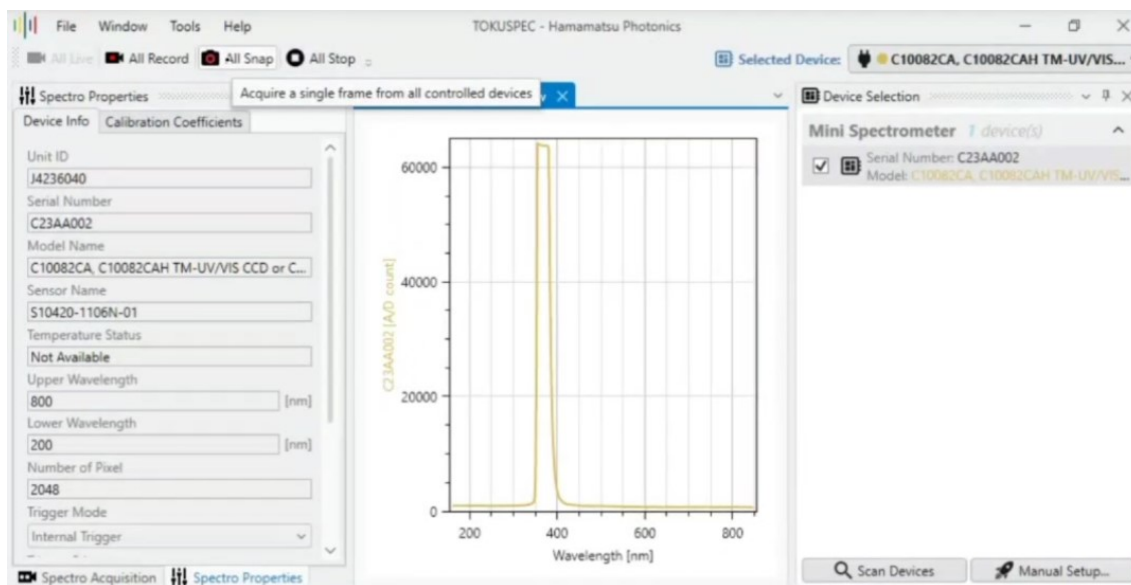 File Window Tools Help TOKUSPEC - Hamamatsu Photonics
All Live All Record All Snap All Stop Selected Device: C10082CA, C10082CAH TM-UV/VIS...
Spectro Properties
Acquire a single frame from all controlled devices
Device Info Calibration Coefficients
Unit ID
J4236040
Serial Number
C23AA002
Model Name
C10082CA, C10082CAH TM-UV/VIS CCD or C...
Sensor Name
S10420-1106N-01
Temperature Status
Not Available
Upper Wavelength
800 [nm]
Lower Wavelength
200 [nm]
Number of Pixel
2048
Trigger Mode
Internal Trigger
Spectro Acquisition Spectro Properties
60000
40000
20000
0
C23AA002 [A/D count]
200 400 600 800
Wavelength [nm]
Device Selection
Mini Spectrometer 1 device(s)
Serial Number: C23AA002
Model: C10082CA, C10082CAH TM-UV/VIS...
Scan Devices Manual Setup...